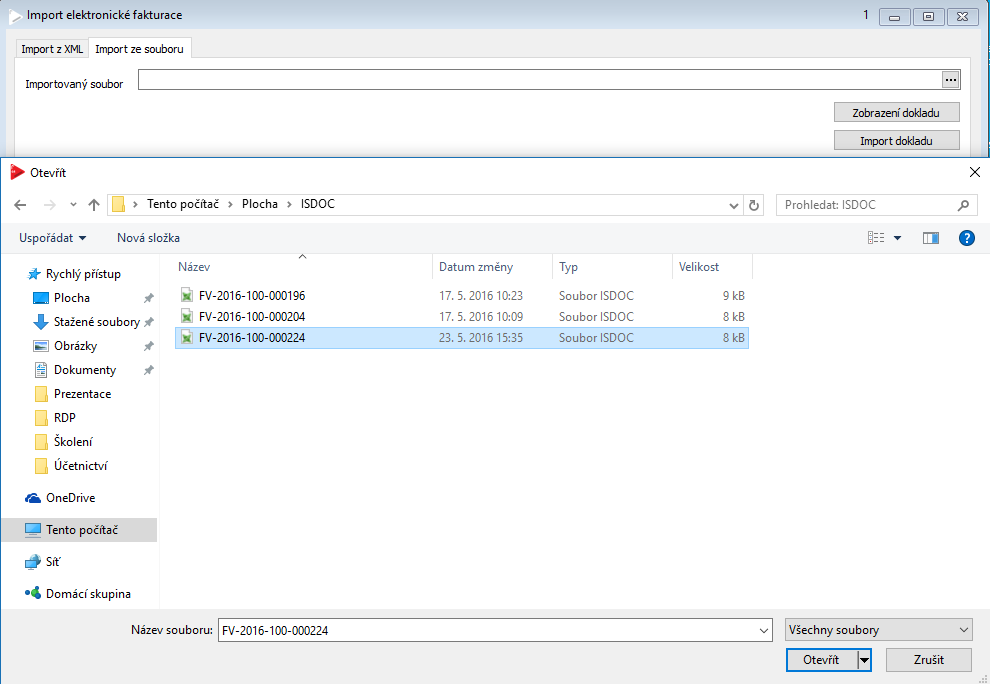 Import elektronické fakturace 1
Import z XML Import ze souboru
Importovaný soubor ...
Zobrazení dokladu
Import dokladu
Otevřít
Tento počítač > Plocha > ISDOC Prohledat: ISDOC
Uspořádat Nová složka ?
Název Datum změny Typ Velikost
Rychlý přístup
Plocha
Stažené soubory
Obrázky
Dokumenty
Prezentace
RDP
Školení
Účetnictví
OneDrive
Tento počítač
Síť
Domácí skupina
FV-2016-100-000196 17. 5. 2016 10:23 Soubor ISDOC 9 kB
FV-2016-100-000204 17. 5. 2016 10:09 Soubor ISDOC 8 kB
FV-2016-100-000224 23. 5. 2016 15:35 Soubor ISDOC 8 kB
Název souboru: FV-2016-100-000224 Všechny soubory
Otevřít Zrušit